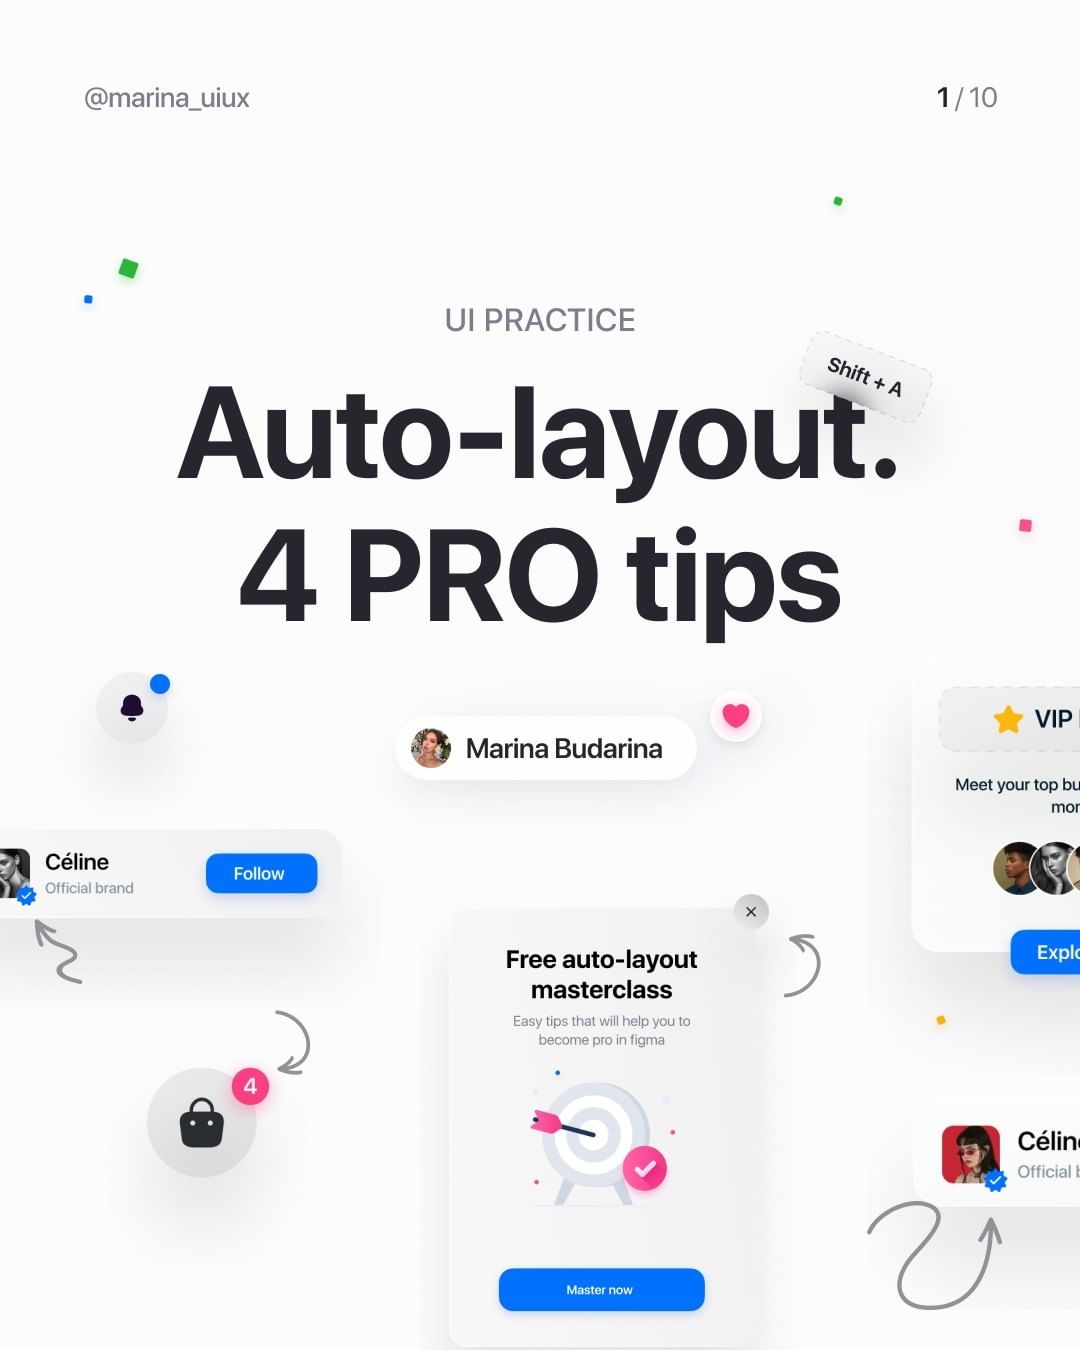 @marina_uiux
1 / 10
UI PRACTICE
Shift + A
Auto-layout.
4 PRO tips
Marina Budarina
VIP
Meet your top
Céline
Official brand
Follow
Free auto-layout
masterclass
Easy tips that will help you to
become pro in figma
4
Master now
Official